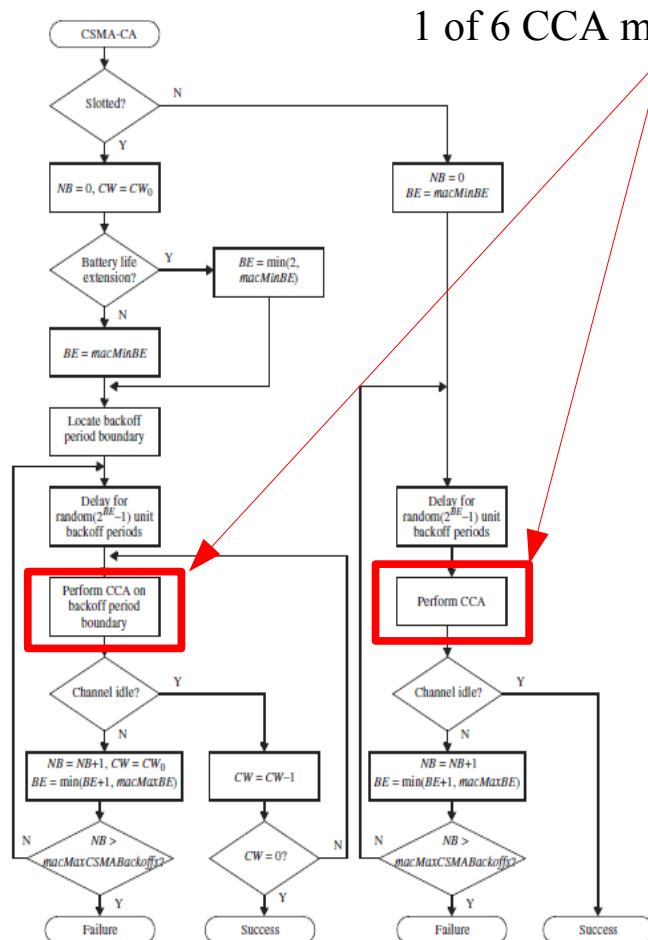 1 of 6 CCA m
CSMA-CA
Slotted?
N
Y
NB = 0, CW = CW₀
NB = 0
BE = macMinBE
Battery life
extension?
Y
BE = min(2,
macMinBE)
N
BE = macMinBE
Locate backoff
period boundary
Delay for
random(2^BE–1) unit
backoff periods
Delay for
random(2^BE–1) unit
backoff periods
Perform CCA on
backoff period
boundary
Perform CCA
Channel idle?
Y
N
Channel idle?
Y
N
NB = NB+1, CW = CW₀
BE = min(BE+1, macMaxBE)
CW = CW–1
NB = NB+1
BE = min(BE+1, macMaxBE)
N
NB >
macMaxCSMABackoffs?
Y
CW = 0?
N
Y
N
NB >
macMaxCSMABackoffs?
Y
Failure
Success
Failure
Success